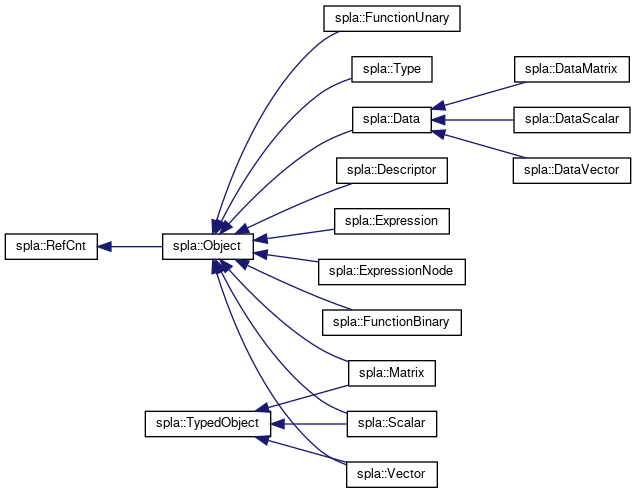 spla::FunctionUnary
spla::Type
spla::DataMatrix
spla::Data
spla::DataScalar
spla::Descriptor
spla::DataVector
spla::Expression
spla::RefCnt
spla::Object
spla::ExpressionNode
spla::FunctionBinary
spla::Matrix
spla::TypedObject
spla::Scalar
spla::Vector